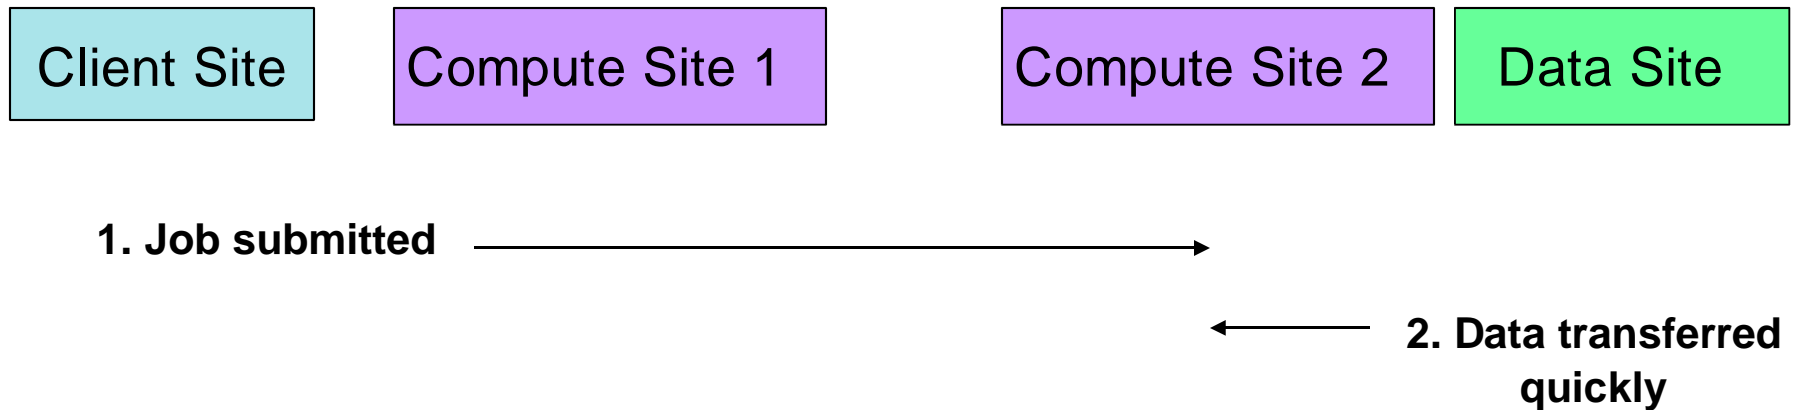 Client Site
Compute Site 1
Compute Site 2
Data Site
1. Job submitted
2. Data transferred
quickly